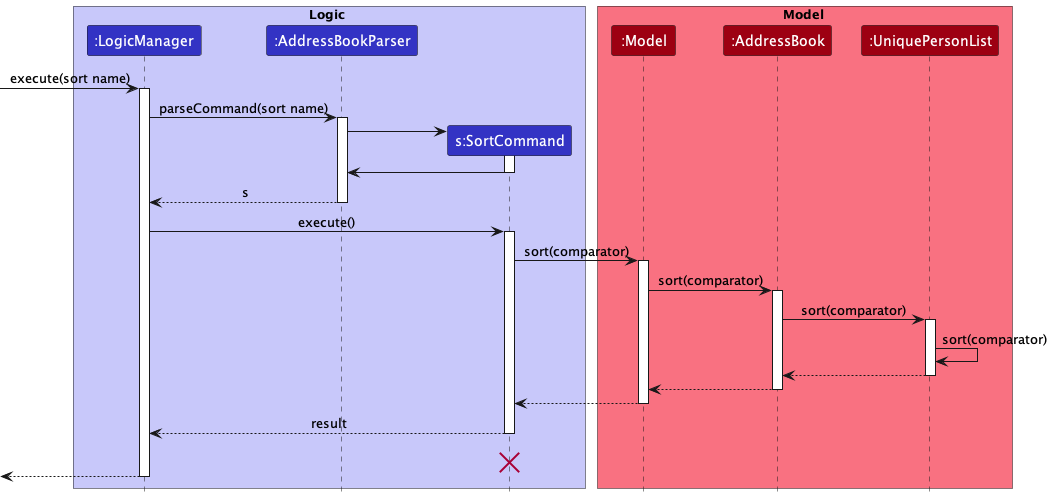 Logic
Model
:LogicManager
:AddressBookParser
:Model
:AddressBook
:UniquePersonList
execute(sort name)
parseCommand(sort name)
s:SortCommand
s
execute()
sort(comparator)
sort(comparator)
sort(comparator)
sort(comparator)
result